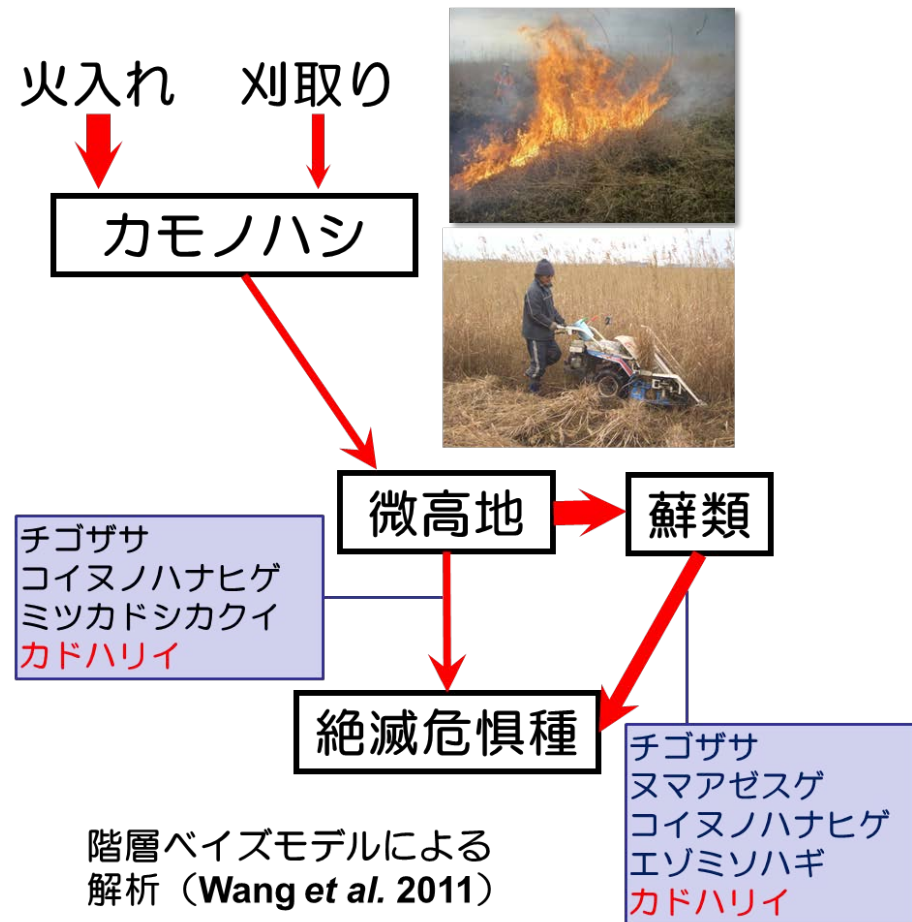 火入れ 刈取り
カモノハシ
微高地 蘚類
チゴザサ
コイヌノハナヒゲ
ミツカドシカクイ
カドハリイ
絶滅危惧種
チゴザサ
ヌマアゼスゲ
コイヌノハナヒゲ
エゾミソハギ
カドハリイ
階層ベイズモデルによる
解析（Wang et al. 2011）